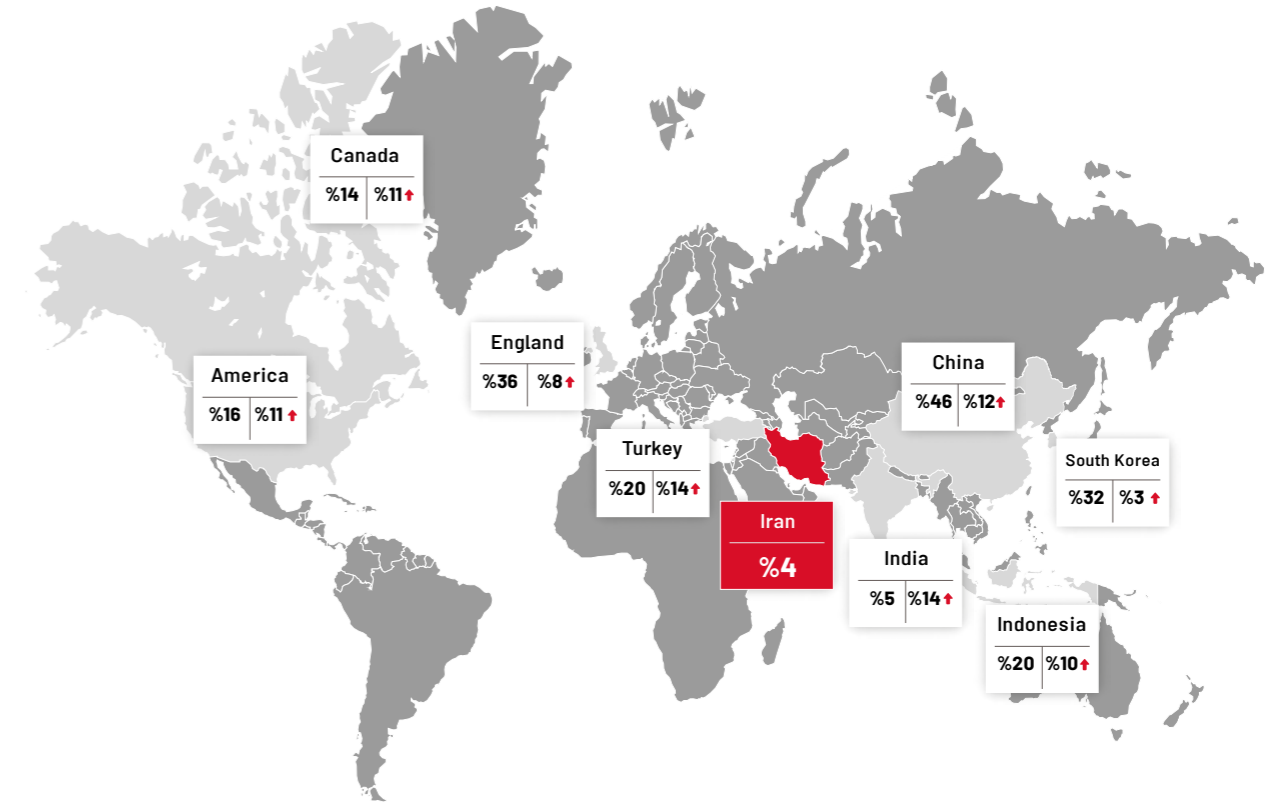 Canada
%14 %11
England
%36 %8
America
%16 %11
China
%46 %12
Turkey
%20 %14
South Korea
%32 %3
Iran
%4
India
%5 %14
Indonesia
%20 %10